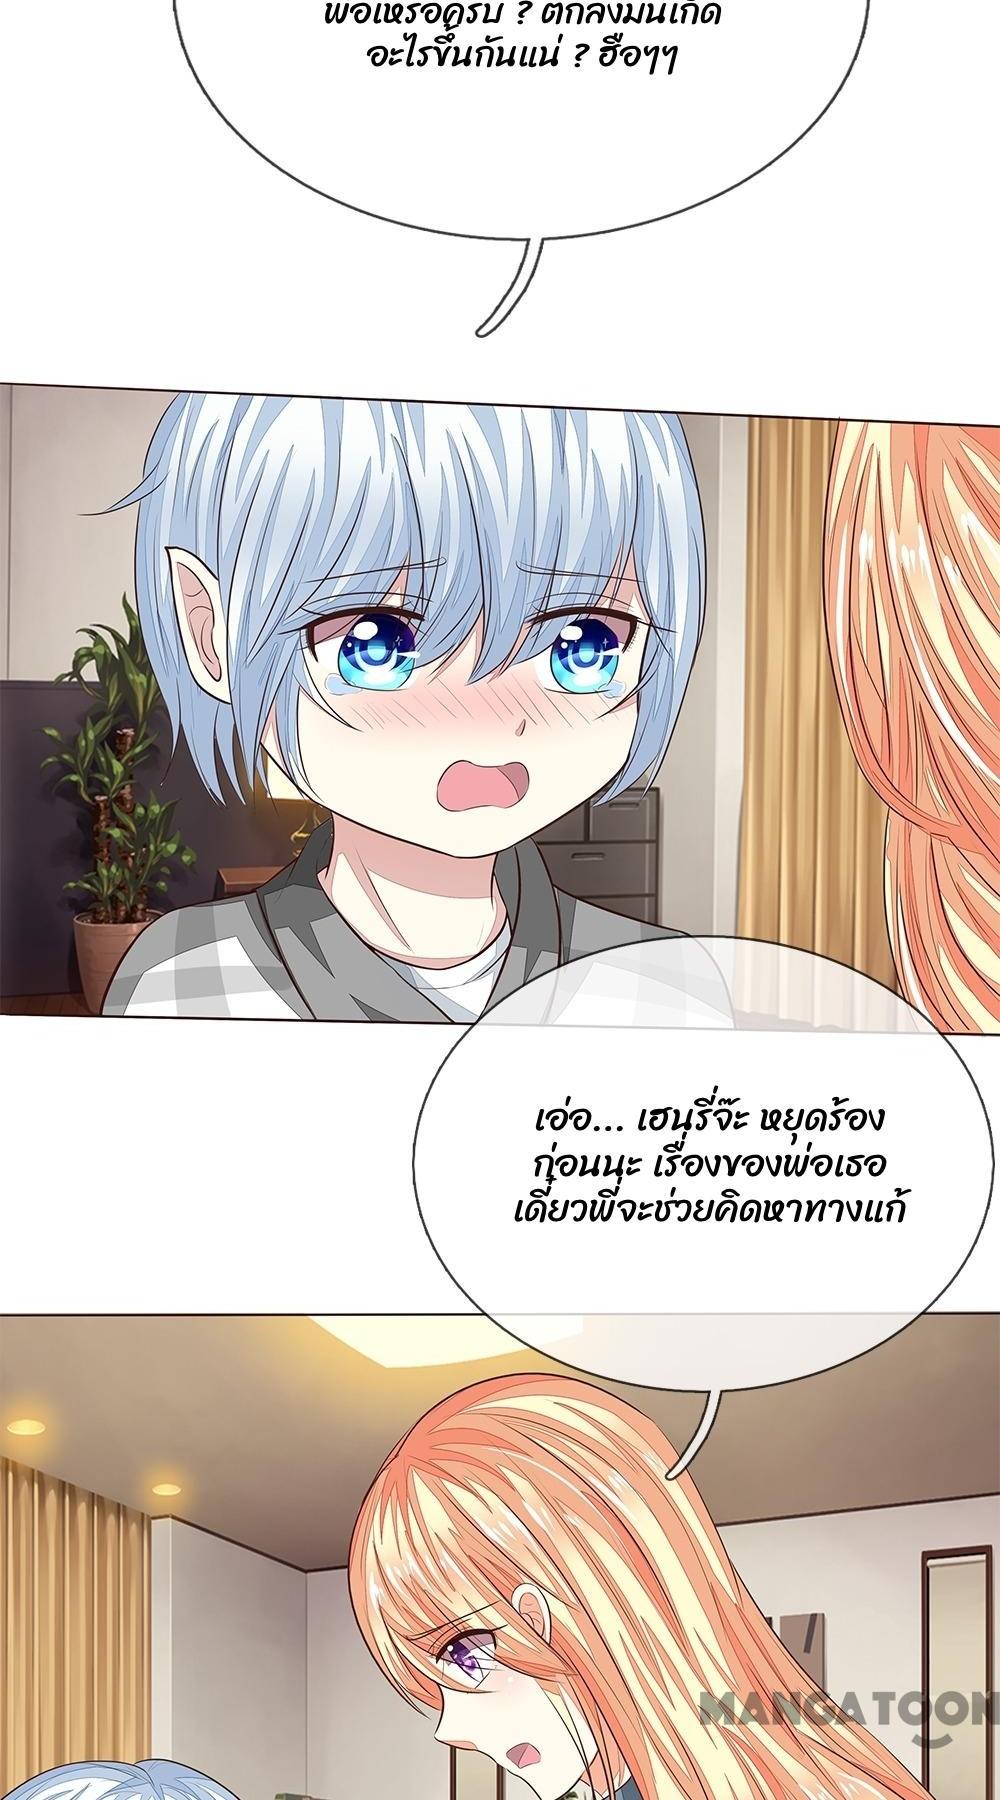 พ่อเหรอครับ ? ตกลงมันเกิด
อะไรขึ้นกันแน่ ? ฮือๆๆ
เอ่อ... เฮนรี่จ๊ะ หยุดร้อง
ก่อนนะ เรื่องของพ่อเธอ
เดี๋ยวพี่จะช่วยคิดหาทางแก้
MANGATOON